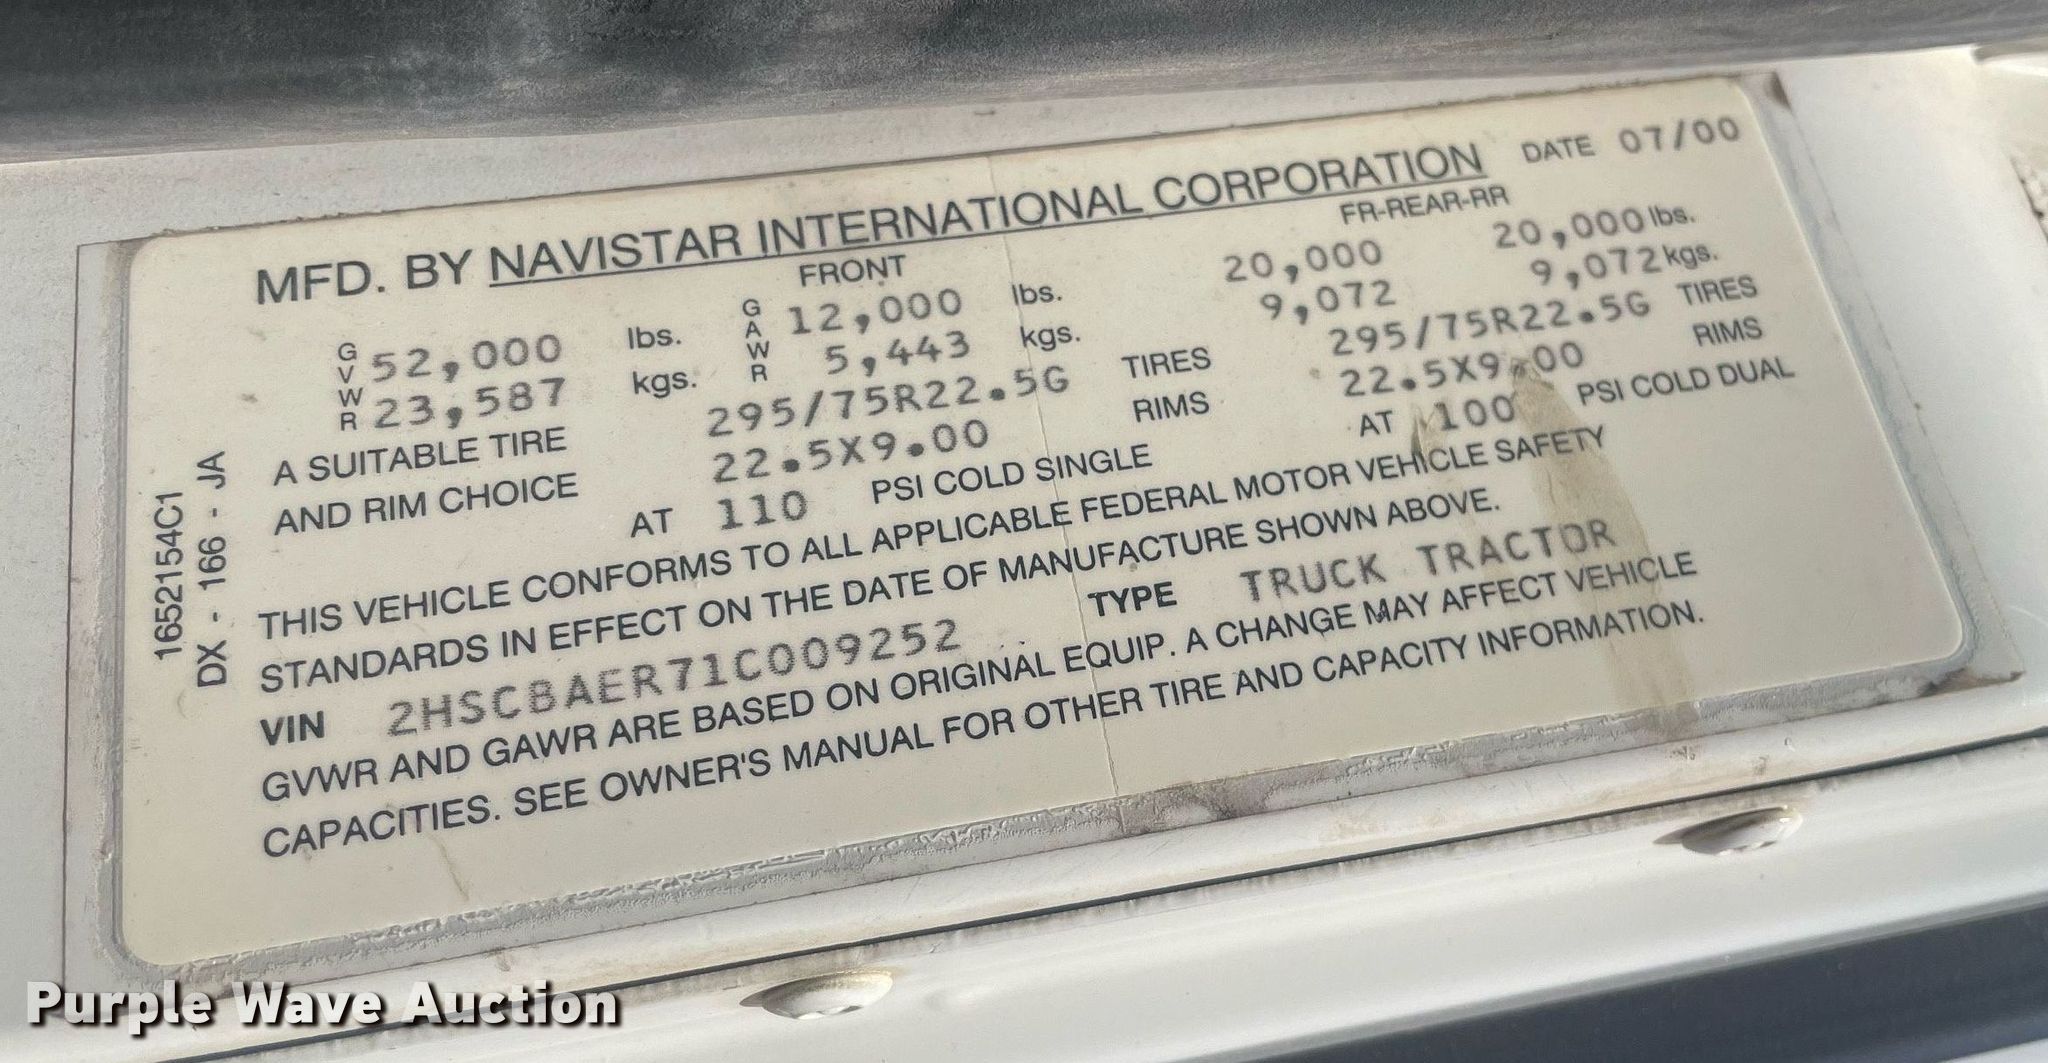 MFD. BY NAVISTAR INTERNATIONAL CORPORATION DATE 07/00
FRONT FR-REAR-RR
GVWR 52,000 lbs. GAWR 12,000 lbs. 20,000 20,000 lbs.
23,587 kgs. 5,443 kgs. 9,072 9,072 kgs.
A SUITABLE TIRE 295/75R22.5G TIRES 295/75R22.5G TIRES
AND RIM CHOICE 22.5X9.00 RIMS 22.5X9.00 RIMS
AT 110 PSI COLD SINGLE AT 100 PSI COLD DUAL
THIS VEHICLE CONFORMS TO ALL APPLICABLE FEDERAL MOTOR VEHICLE SAFETY
STANDARDS IN EFFECT ON THE DATE OF MANUFACTURE SHOWN ABOVE.
VIN 2HSCBAER71C009252 TYPE TRUCK TRACTOR
GVWR AND GAWR ARE BASED ON ORIGINAL EQUIP. A CHANGE MAY AFFECT VEHICLE
CAPACITIES. SEE OWNER'S MANUAL FOR OTHER TIRE AND CAPACITY INFORMATION.
1652154C1
DX - 166 - JA
Purple Wave Auction